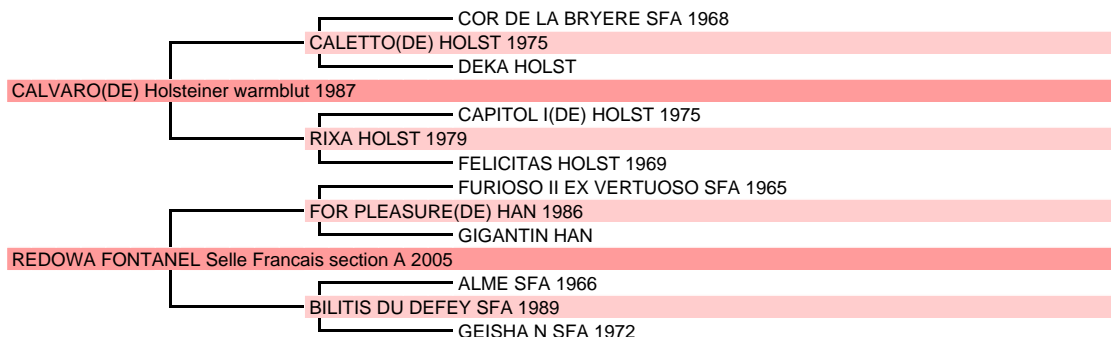 COR DE LA BRYERE SFA 1968
CALETTO(DE) HOLST 1975
DEKA HOLST
CALVARO(DE) Holsteiner warmblut 1987
CAPITOL I(DE) HOLST 1975
RIXA HOLST 1979
FELICITAS HOLST 1969
FURIOSO II EX VERTUOSO SFA 1965
FOR PLEASURE(DE) HAN 1986
GIGANTIN HAN
REDOWA FONTANEL Selle Francais section A 2005
ALME SFA 1966
BILITIS DU DEFEY SFA 1989
GEISHA N SFA 1972